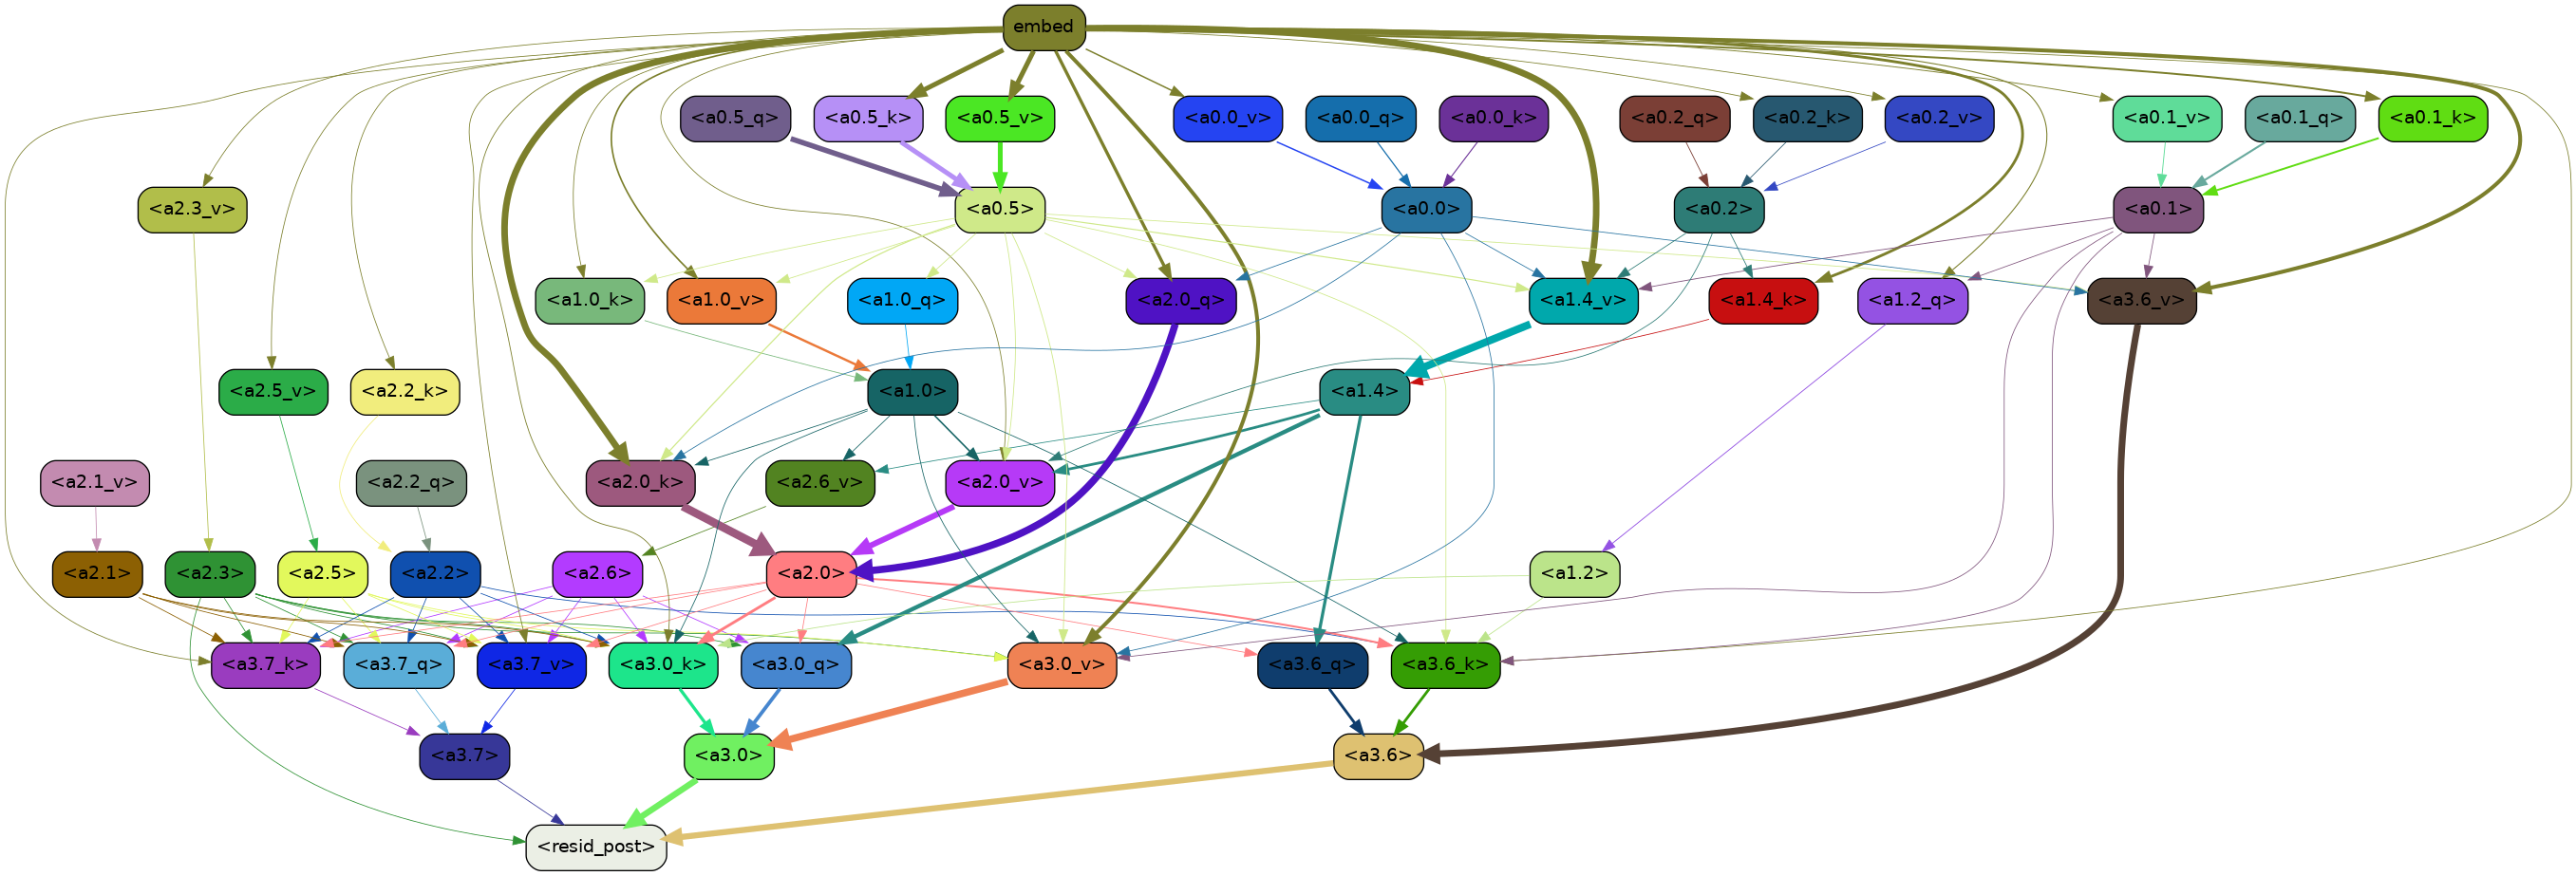 embed
<a0.5_q>
<a0.5_k>
<a0.5_v>
<a0.0_v>
<a0.0_q>
<a0.0_k>
<a0.2_q>
<a0.2_k>
<a0.2_v>
<a0.1_v>
<a0.1_q>
<a0.1_k>
<a2.3_v>
<a0.5>
<a0.0>
<a0.2>
<a0.1>
<a1.0_k>
<a1.0_v>
<a1.0_q>
<a2.0_q>
<a1.4_v>
<a1.4_k>
<a1.2_q>
<a3.6_v>
<a2.5_v>
<a2.2_k>
<a1.0>
<a1.4>
<a2.1_v>
<a2.2_q>
<a2.0_k>
<a2.6_v>
<a2.0_v>
<a2.1>
<a2.3>
<a2.5>
<a2.2>
<a2.6>
<a2.0>
<a1.2>
<a3.7_k>
<a3.7_q>
<a3.7_v>
<a3.0_k>
<a3.0_q>
<a3.0_v>
<a3.6_q>
<a3.6_k>
<a3.7>
<a3.0>
<a3.6>
<resid_post>